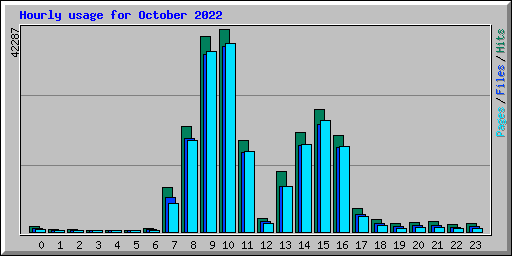 Hourly usage for October 2022
42287
Pages/Files/Hits
0 1 2 3 4 5 6 7 8 9 10 11 12 13 14 15 16 17 18 19 20 21 22 23